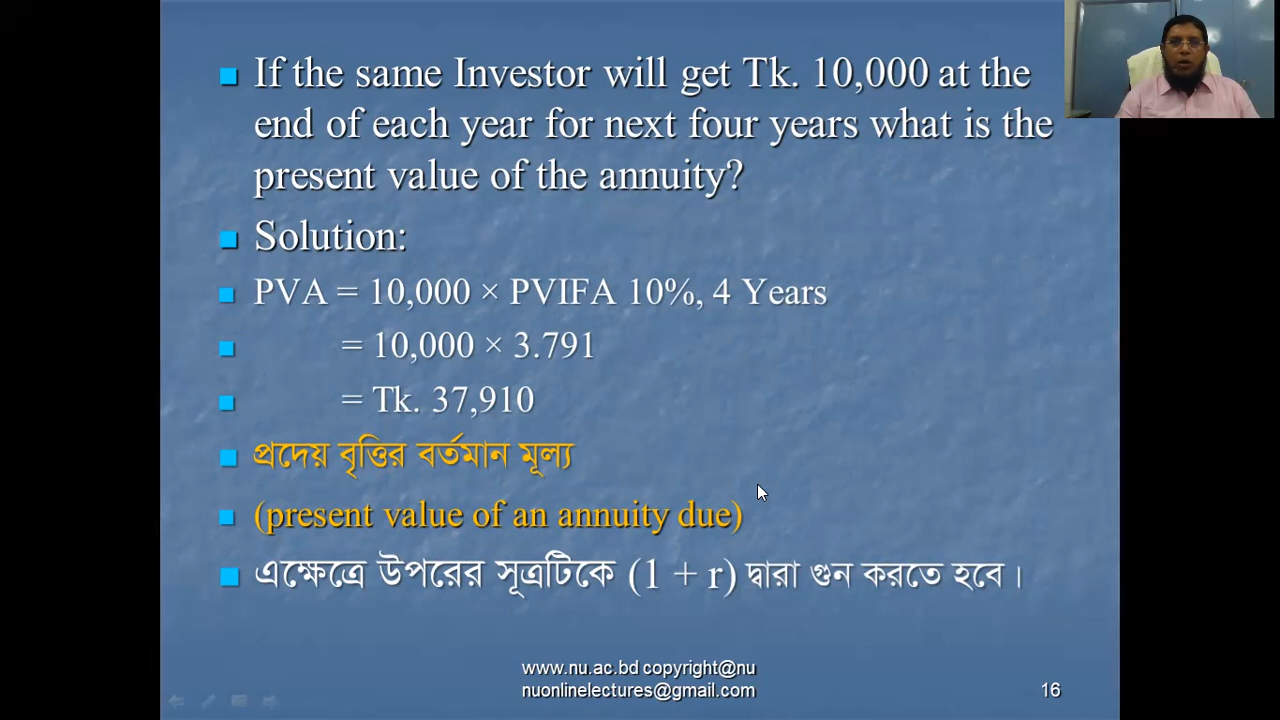 If the same Investor will get Tk. 10,000 at the
end of each year for next four years what is the
present value of the annuity?
Solution:
PVA = 10,000 × PVIFA 10%, 4 Years
= 10,000 × 3.791
= Tk. 37,910
প্রদেয় বৃত্তির বর্তমান মূল্য
(present value of an annuity due)
এক্ষেত্রে উপরের সূত্রটিকে (1 + r) দ্বারা গুন করতে হবে।
www.nu.ac.bd copyright@nu
nuonlinelectures@gmail.com
16